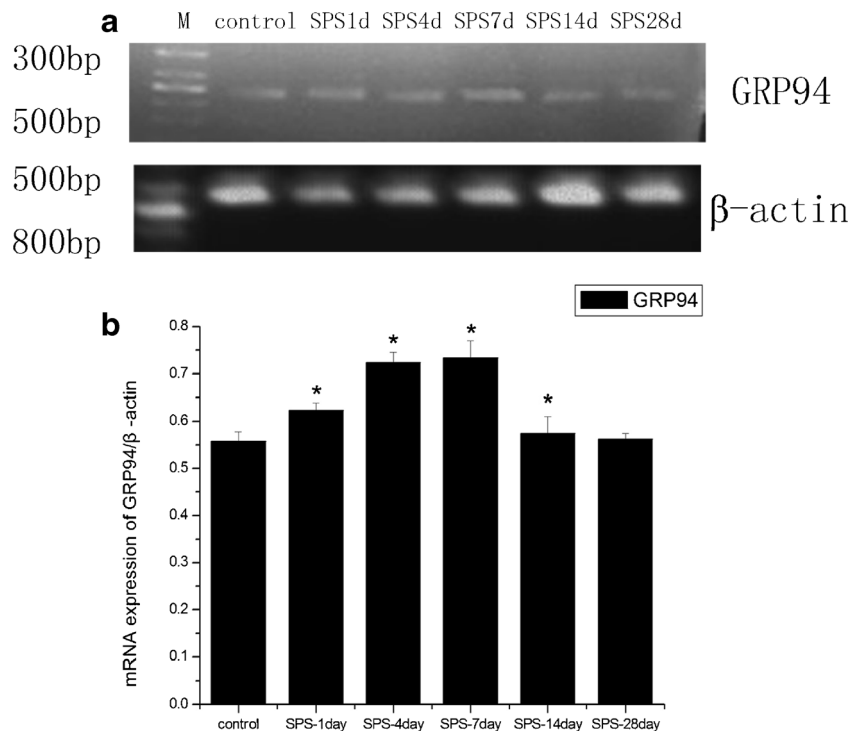 a
M control SPS1d SPS4d SPS7d SPS14d SPS28d
300bp
500bp
GRP94
500bp
800bp
β-actin
b
GRP94
mRNA expression of GRP94/β -actin
0.8
0.7
0.6
0.5
0.4
0.3
0.2
0.1
0.0
* * * *
control SPS-1day SPS-4day SPS-7day SPS-14day SPS-28day